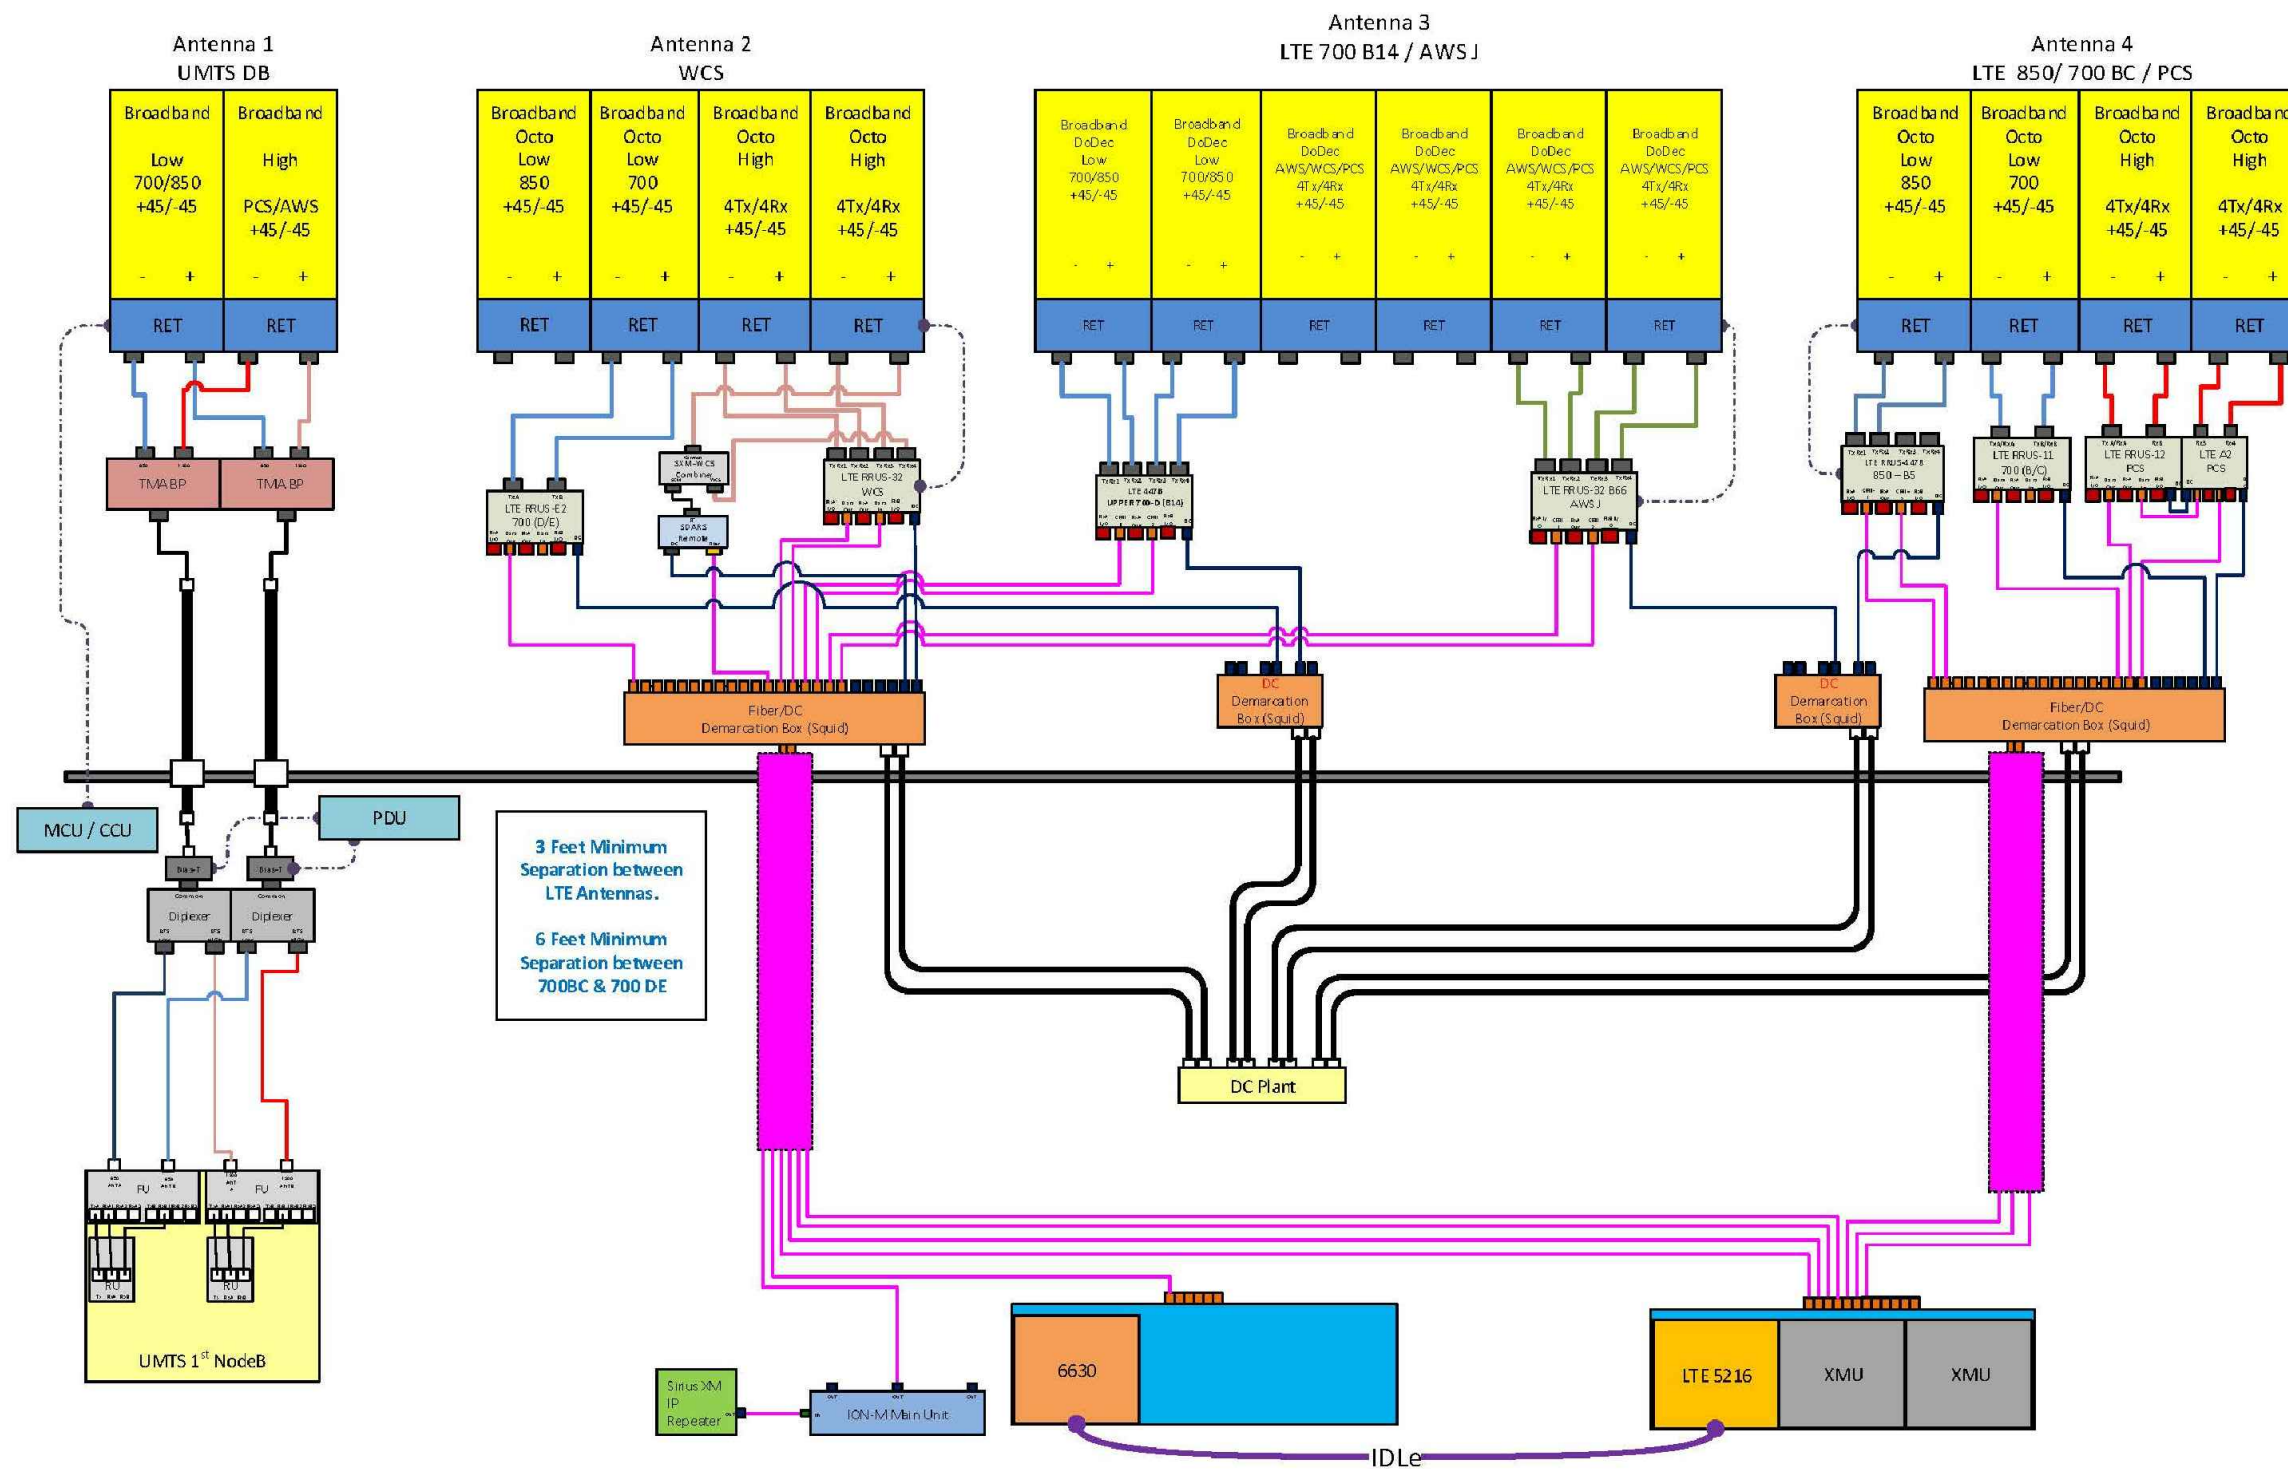 Antenna 1
UMTS DB
Antenna 2
WCS
Antenna 3
LTE 700 B14 / AWS J
Antenna 4
LTE 850/ 700 BC / PCS
Broadband
Low
700/850
+45/-45
- +
RET
Broadband
High
PCS/AWS
+45/-45
- +
RET
Broadband
Octo
Low
850
+45/-45
- +
RET
Broadband
Octo
Low
700
+45/-45
- +
RET
Broadband
Octo
High
4Tx/4Rx
+45/-45
- +
RET
Broadband
Octo
High
4Tx/4Rx
+45/-45
- +
RET
Broadband
DoDec
Low
700/850
+45/-45
- +
RET
Broadband
DoDec
Low
700/850
+45/-45
- +
RET
Broadband
DoDec
AWS/WCS/PCS
4Tx/4Rx
+45/-45
- +
RET
Broadband
DoDec
AWS/WCS/PCS
4Tx/4Rx
+45/-45
- +
RET
Broadband
DoDec
AWS/WCS/PCS
4Tx/4Rx
+45/-45
- +
RET
Broadband
DoDec
AWS/WCS/PCS
4Tx/4Rx
+45/-45
- +
RET
Broadband
Octo
Low
850
+45/-45
- +
RET
Broadband
Octo
Low
700
+45/-45
- +
RET
Broadband
Octo
High
4Tx/4Rx
+45/-45
- +
RET
Octo
High
4Tx/4Rx
+45/-45
- +
RET
TMA BP
TMA BP
LTE RRUS-E2
700 (D/E)
SXM-WCS
Combiner
SDARS
Remote
LTE RRUS-32
WCS
LTE 4478
UPPER 700-D (B14)
LTE RRUS-32 B66
AWS J
LTE RRUS-4478
850 – B5
LTE RRUS-11
700 (B/C)
LTE RRUS-12
PCS
LTE A2
PCS
Fiber/DC
Demarcation Box (Squid)
DC
Demarcation
Box (Squid)
DC
Demarcation
Box (Squid)
Fiber/DC
Demarcation Box (Squid)
MCU / CCU
PDU
Bias-T
Bias-T
Common
Diplexer
Common
Diplexer
3 Feet Minimum
Separation between
LTE Antennas.
6 Feet Minimum
Separation between
700BC & 700 DE
DC Plant
FU
FU
RU
RU
UMTS 1st NodeB
Sirius XM
IP
Repeater
ION-M Main Unit
6630
LTE 5216
XMU
XMU
IDLe